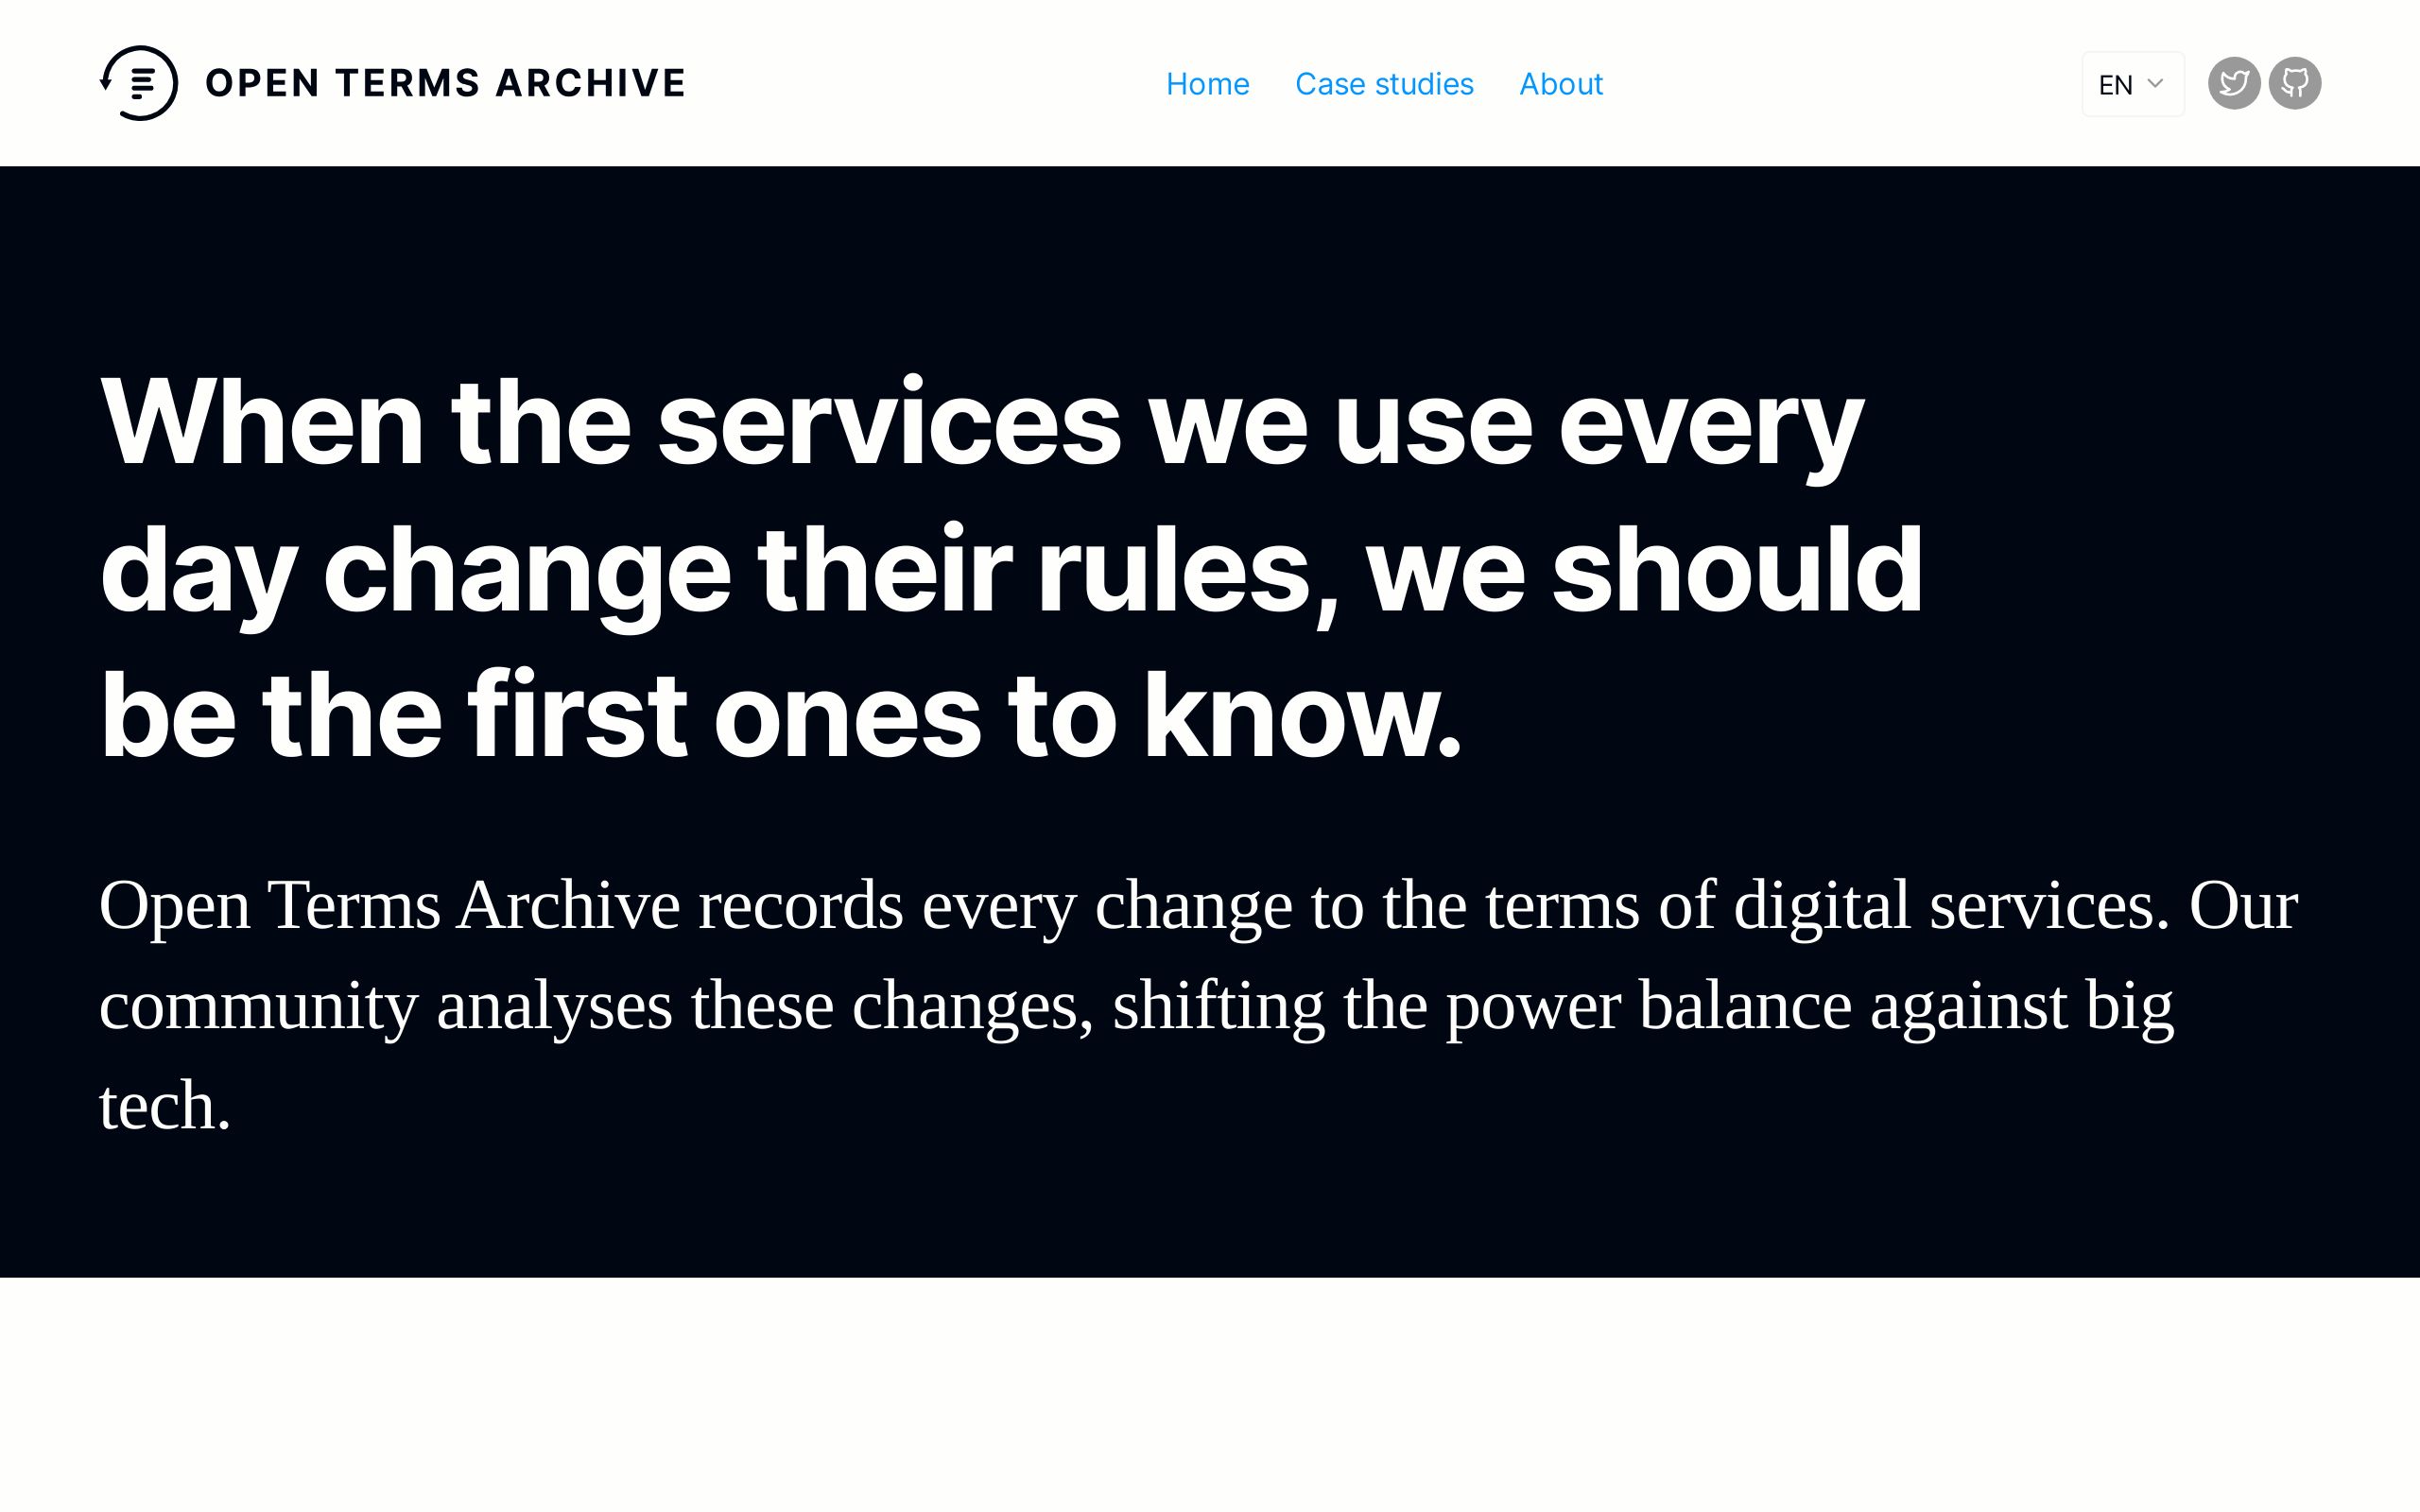 OPEN TERMS ARCHIVE
Home Case studies About
EN
When the services we use every
day change their rules, we should
be the first ones to know.
Open Terms Archive records every change to the terms of digital services. Our
community analyses these changes, shifting the power balance against big
tech.